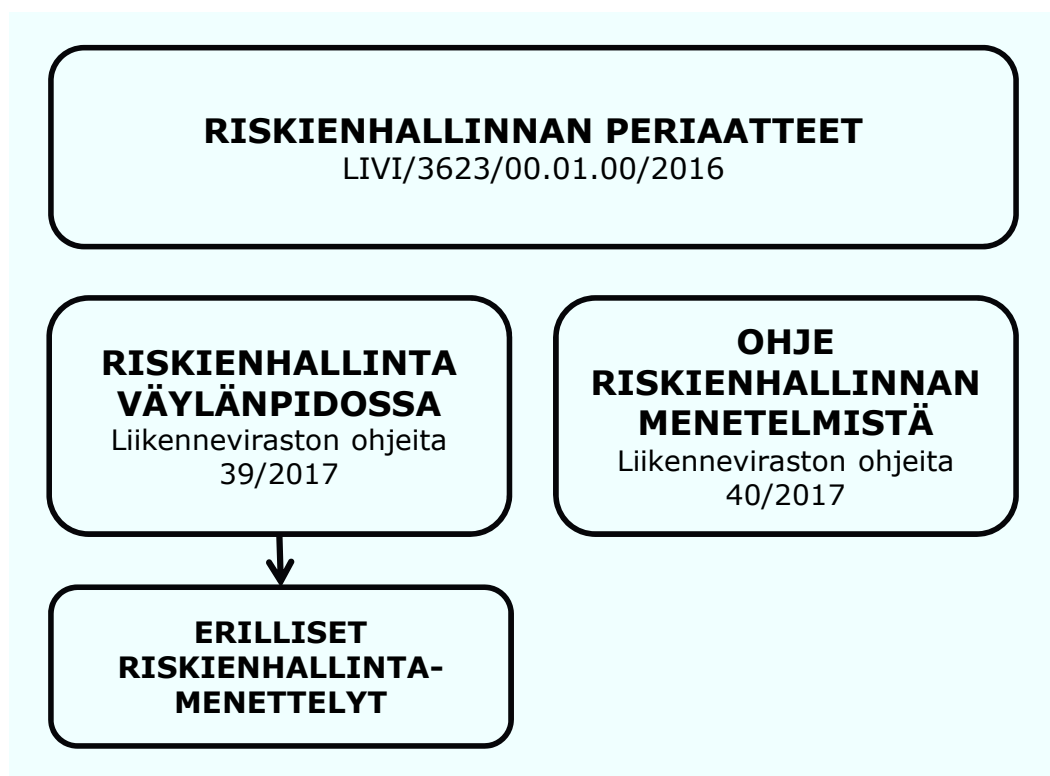 RISKIENHALLINNAN PERIAATTEET
LIVI/3623/00.01.00/2016
RISKIENHALLINTA
VÄYLÄNPIDOSSA
Liikenneviraston ohjeita
39/2017
OHJE
RISKIENHALLINNAN
MENETELMISTÄ
Liikenneviraston ohjeita
40/2017
ERILLISET
RISKIENHALLINTA-
MENETTELYT